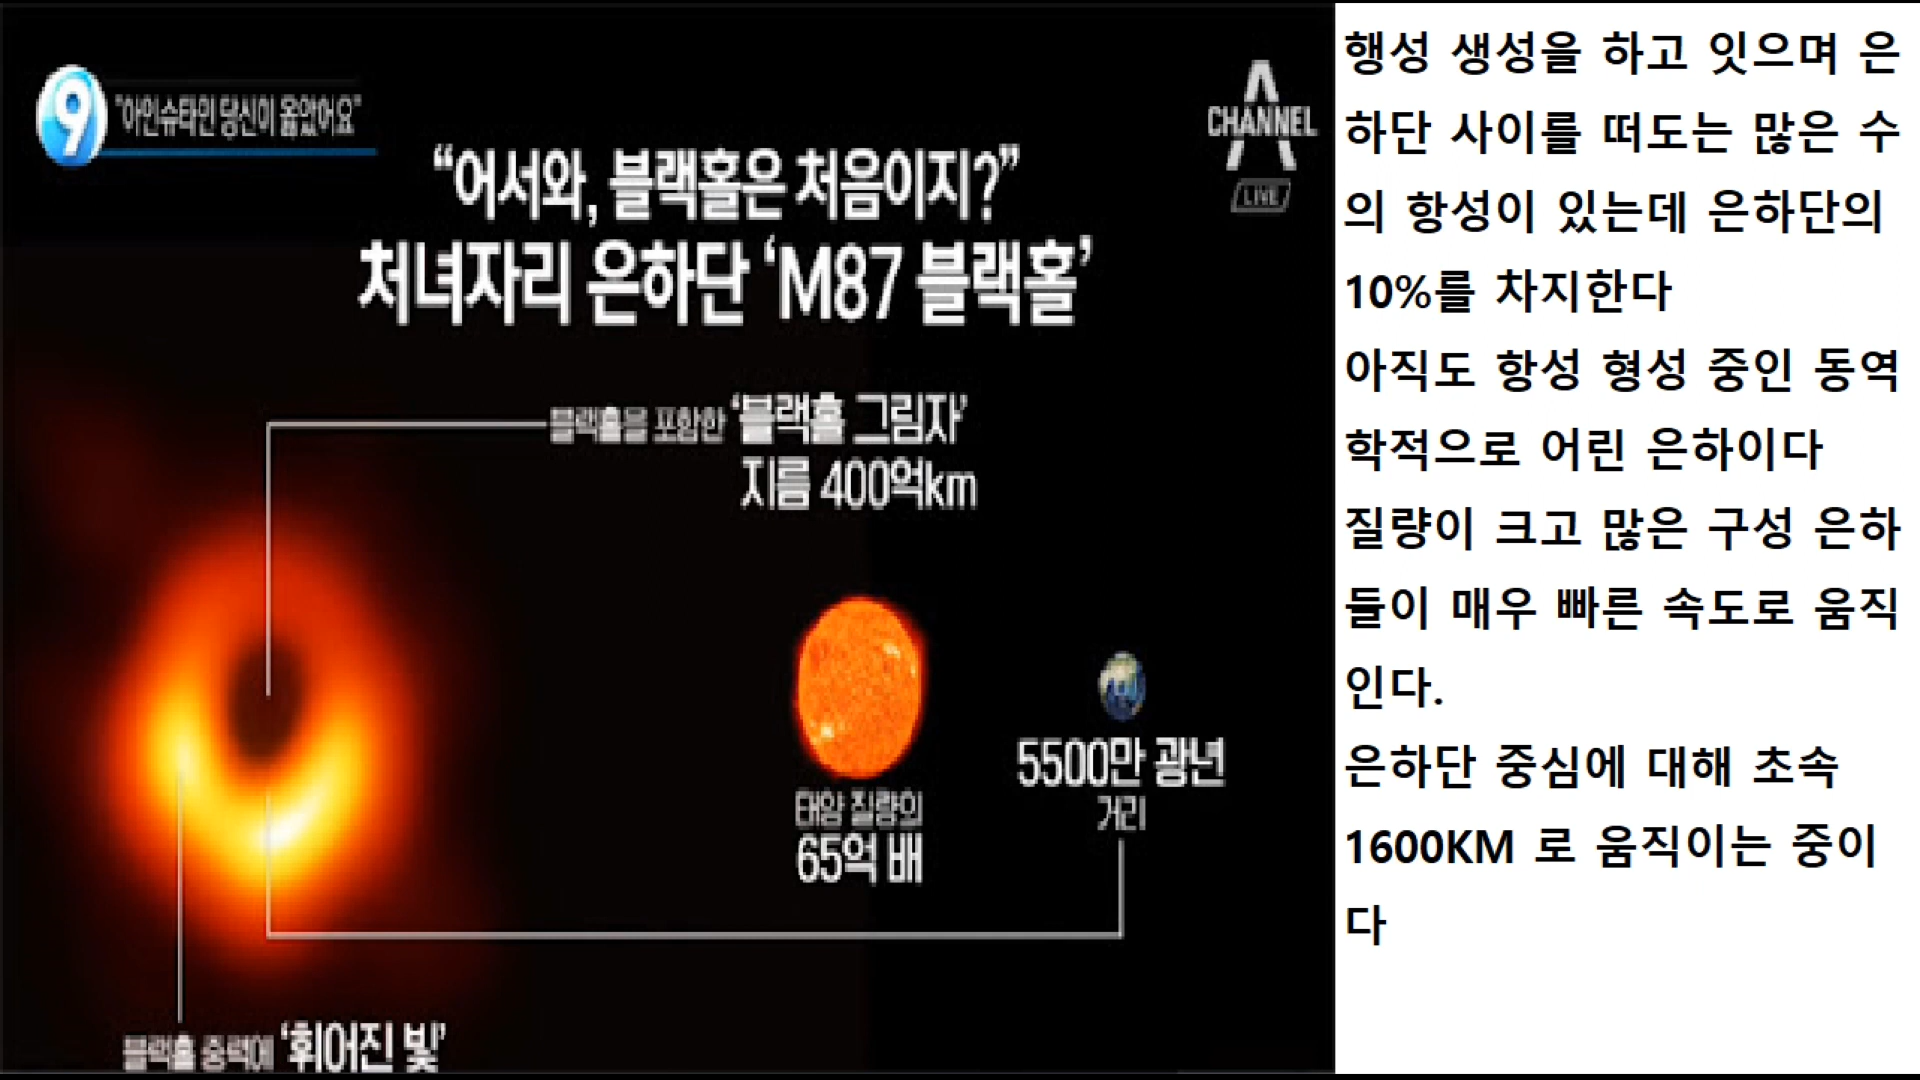 9 "아인슈타인 당신이 옳았어요"
CHANNEL A
LIVE
“어서와, 블랙홀은 처음이지?”
처녀자리 은하단 ‘M87 블랙홀’
블랙홀을 포함한 ‘블랙홀 그림자’
지름 400억km
태양 질량의
65억 배
5500만 광년
거리
블랙홀 중력에 ‘휘어진 빛’
행성 생성을 하고 잇으며 은
하단 사이를 떠도는 많은 수
의 항성이 있는데 은하단의
10%를 차지한다
아직도 항성 형성 중인 동역
학적으로 어린 은하이다
질량이 크고 많은 구성 은하
들이 매우 빠른 속도로 움직
인다.
은하단 중심에 대해 초속
1600KM 로 움직이는 중이
다